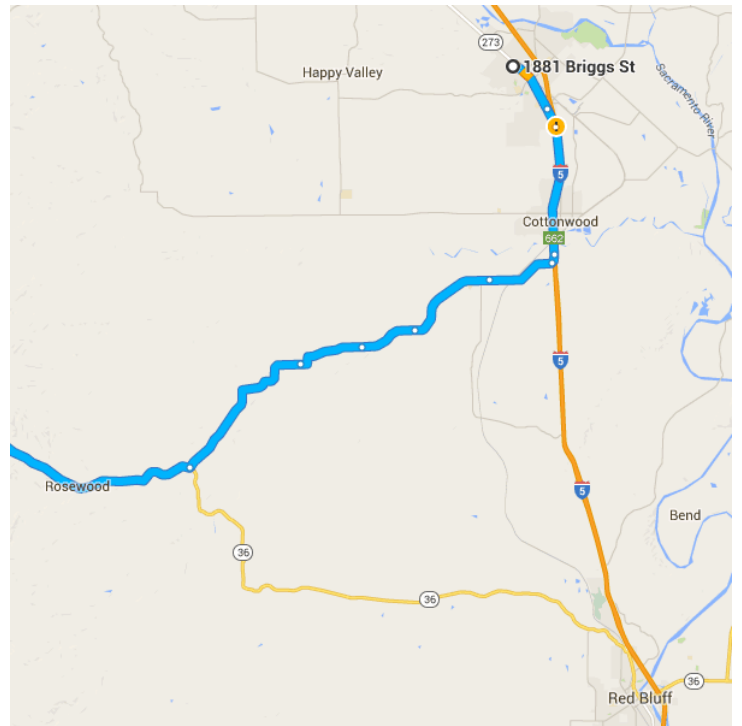 273
1881 Briggs St
Happy Valley
Sacramento River
5
Cottonwood
662
5
Rosewood
5
Bend
36
36
36
Red Bluff